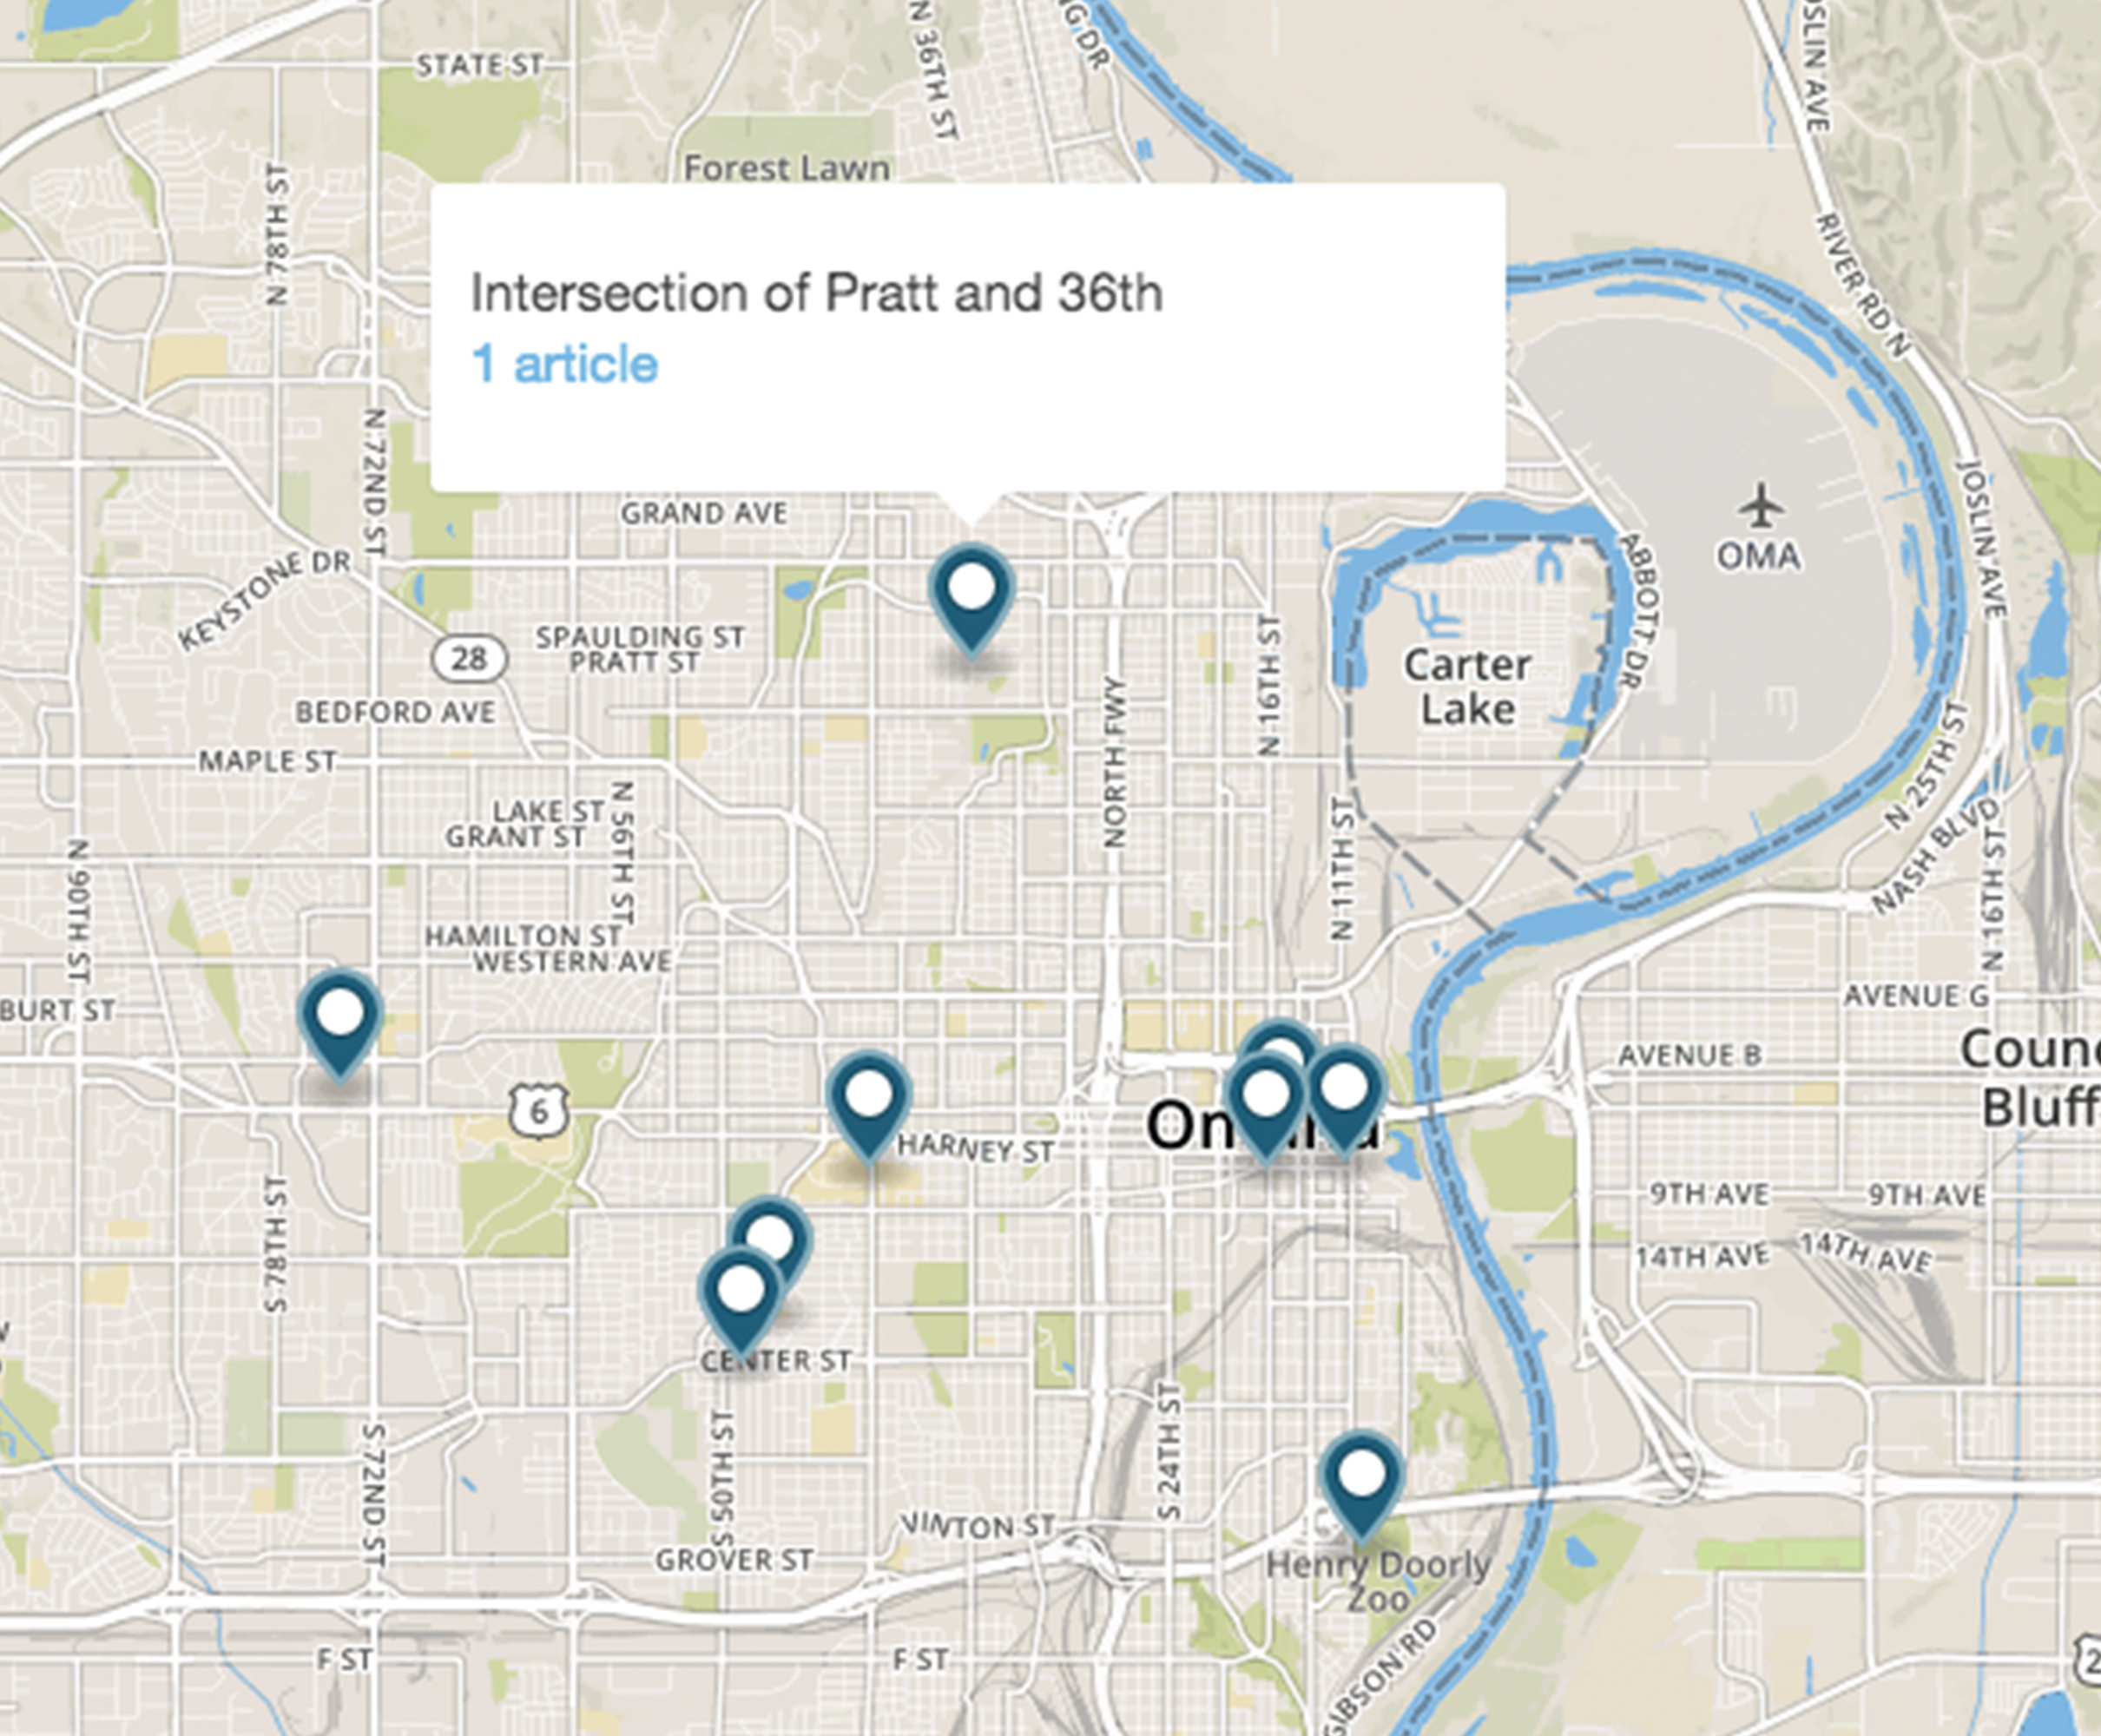 STATE ST
N 36TH ST
NG DR
OSLIN AVE
Forest Lawn
N 78TH ST
RIVER RD N
Intersection of Pratt and 36th
1 article
N 72ND ST
GRAND AVE
JOSLIN AVE
OMA
ABBOTT DR
KEYSTONE DR
28
SPAULDING ST
PRATT ST
N 16TH ST
Carter
Lake
BEDFORD AVE
NORTH FWY
MAPLE ST
N 25TH ST
LAKE ST
GRANT ST
N 56TH ST
N 11TH ST
NASH BLVD
N 16TH ST
N 90TH ST
HAMILTON ST
WESTERN AVE
BURT ST
AVENUE G
AVENUE B
Counc
Bluff
6
HARNEY ST
9TH AVE
9TH AVE
S 78TH ST
14TH AVE
14TH AVE
CENTER ST
S 72ND ST
S 50TH ST
S 24TH ST
VINTON ST
GROVER ST
Henry Doorly
Zoo
F ST
F ST
GIBSON RD
2